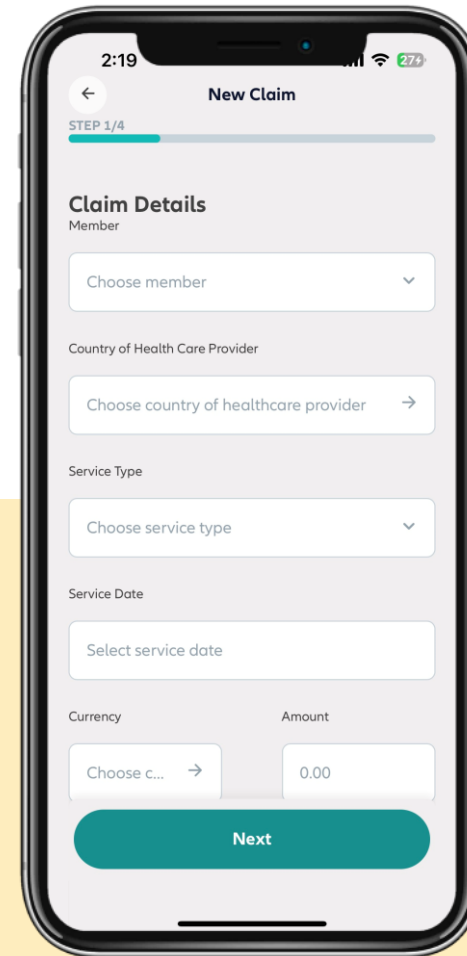 2:19
27
New Claim
STEP 1/4
Claim Details
Member
Choose member
Country of Health Care Provider
Choose country of healthcare provider
Service Type
Choose service type
Service Date
Select service date
Currency Amount
Choose c... 0.00
Next